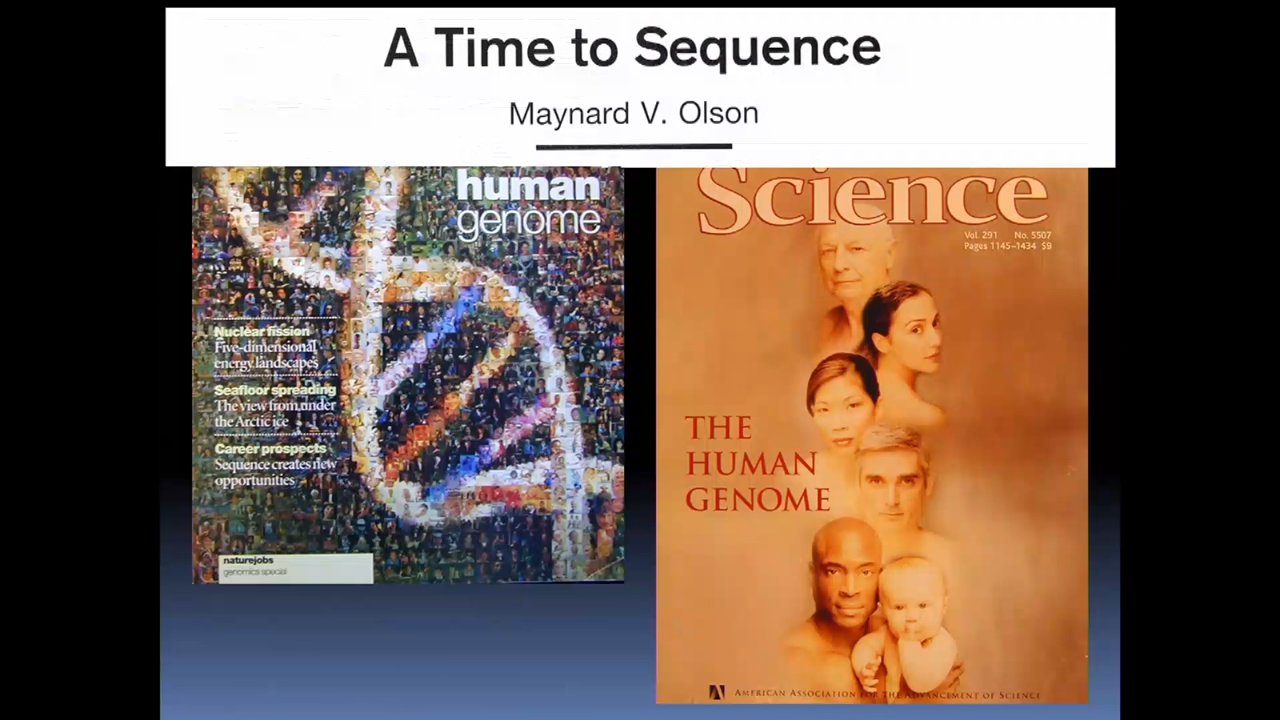 A Time to Sequence
Maynard V. Olson
human
genome
Nuclear fission
Five-dimensional
energy landscapes
Seafloor spreading
The view from under
the Arctic ice
Career prospects
Sequence creates new
opportunities
naturejobs
genomics special
Science
Vol. 291 No. 5507
Pages 1145–1434 $9
THE
HUMAN
GENOME
AMERICAN ASSOCIATION FOR THE ADVANCEMENT OF SCIENCE